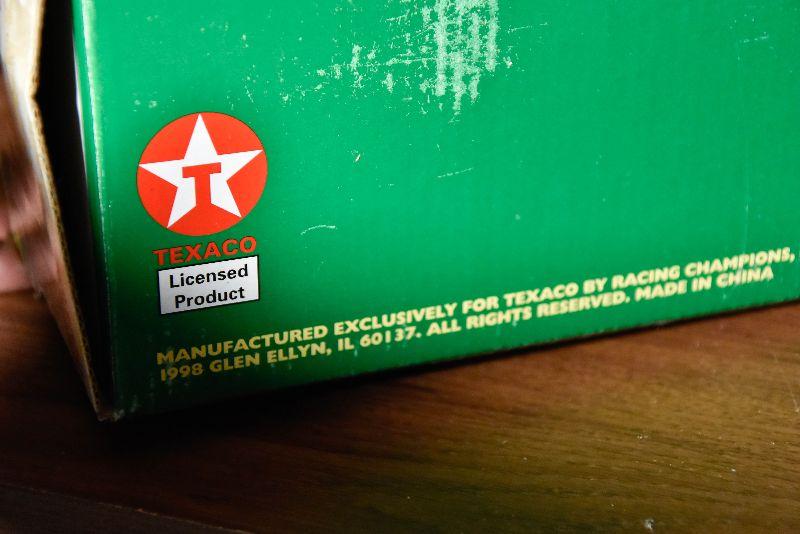 T
TEXACO
Licensed
Product
MANUFACTURED EXCLUSIVELY FOR TEXACO BY RACING CHAMPIONS,
1998 GLEN ELLYN, IL 60137. ALL RIGHTS RESERVED. MADE IN CHINA